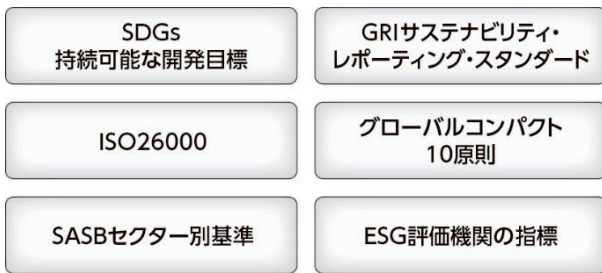 SDGs
持続可能な開発目標
GRIサステナビリティ・
レポーティング・スタンダード
ISO26000
グローバルコンパクト
10原則
SASBセクター別基準
ESG評価機関の指標